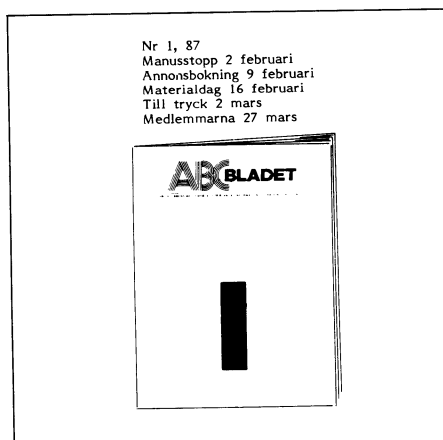 Nr 1, 87
Manusstopp 2 februari
Annonsbokning 9 februari
Materialdag 16 februari
Till tryck 2 mars
Medlemmarna 27 mars
ABC BLADET